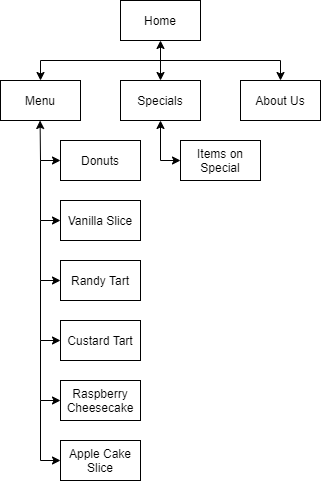 Home
Menu
Specials
About Us
Donuts
Items on
Special
Vanilla Slice
Randy Tart
Custard Tart
Raspberry
Cheesecake
Apple Cake
Slice